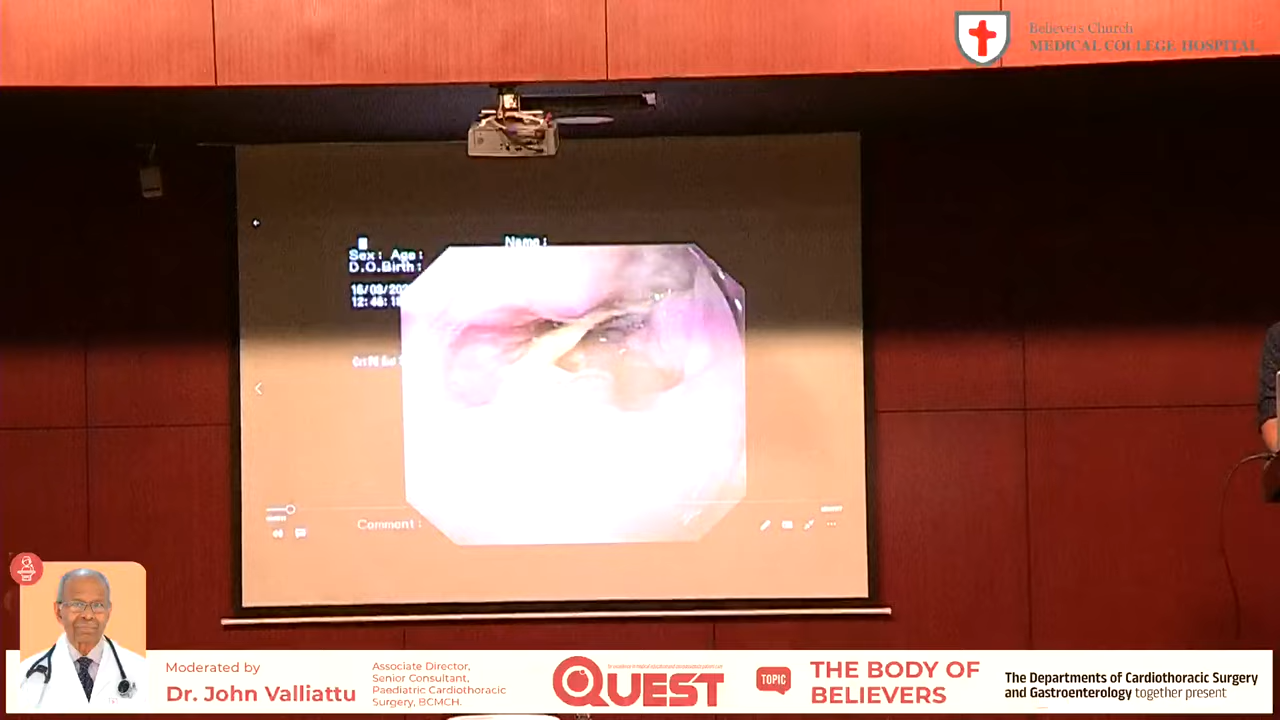 Believers Church
MEDICAL COLLEGE HOSPITAL
Name:
Sex: Age:
D.O.Birth:
Comment:
Moderated by
Dr. John Valliattu
Associate Director,
Senior Consultant,
Paediatric Cardiothoracic
Surgery, BCMCH.
QUEST
TOPIC
THE BODY OF
BELIEVERS
The Departments of Cardiothoracic Surgery
and Gastroenterology together present